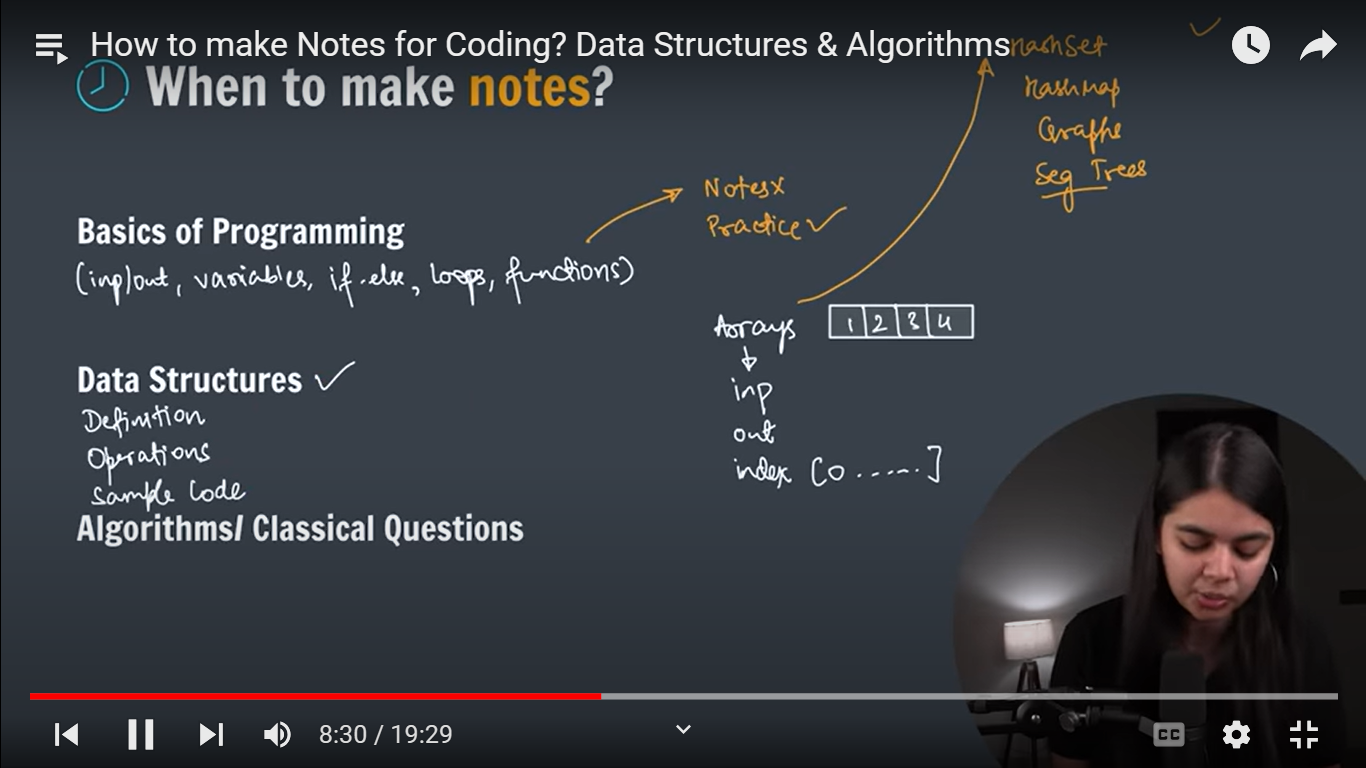 How to make Notes for Coding? Data Structures & Algorithms
HashSet
When to make notes?
HashMap
Graphs
Seg Trees
Notes x
Practice ✓
Basics of Programming
(inp/out, variables, if-else, loops, functions)
Arrays 1 2 3 4
inp
out
index [0 ......]
Data Structures ✓
Definition
Operations
Sample Code
Algorithms/ Classical Questions
8:30 / 19:29
CC